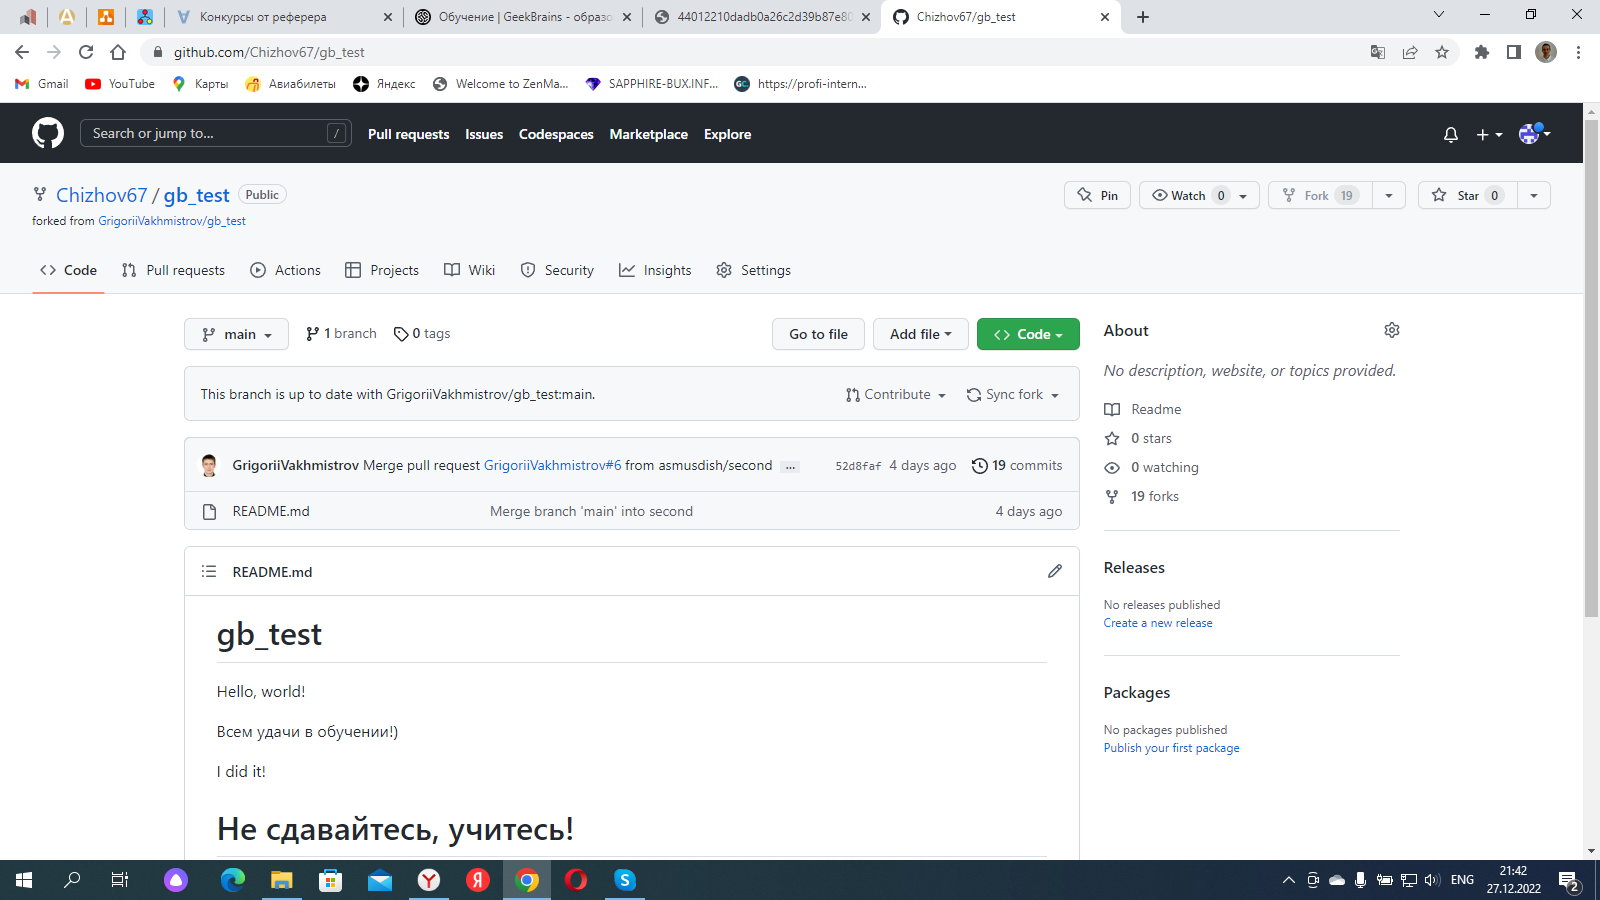 Конкурсы от реферера
Обучение | GeekBrains - образо
44012210dadb0a26c2d39b87e80
Chizhov67/gb_test
github.com/Chizhov67/gb_test
Gmail
YouTube
Карты
Авиабилеты
Яндекс
Welcome to ZenMa...
SAPPHIRE-BUX.INF...
https://profi-intern...
Search or jump to...
/
Pull requests
Issues
Codespaces
Marketplace
Explore
Chizhov67 / gb_test
Public
forked from GrigoriiVakhmistrov/gb_test
Pin
Watch 0
Fork 19
Star 0
Code
Pull requests
Actions
Projects
Wiki
Security
Insights
Settings
main
1 branch
0 tags
Go to file
Add file
Code
This branch is up to date with GrigoriiVakhmistrov/gb_test:main.
Contribute
Sync fork
GrigoriiVakhmistrov Merge pull request GrigoriiVakhmistrov#6 from asmusdish/second ...
52d8faf 4 days ago
19 commits
README.md
Merge branch 'main' into second
4 days ago
README.md
gb_test
Hello, world!
Всем удачи в обучении!)
I did it!
Не сдавайтесь, учитесь!
About
No description, website, or topics provided.
Readme
0 stars
0 watching
19 forks
Releases
No releases published
Create a new release
Packages
No packages published
Publish your first package
ENG
21:42
27.12.2022
2